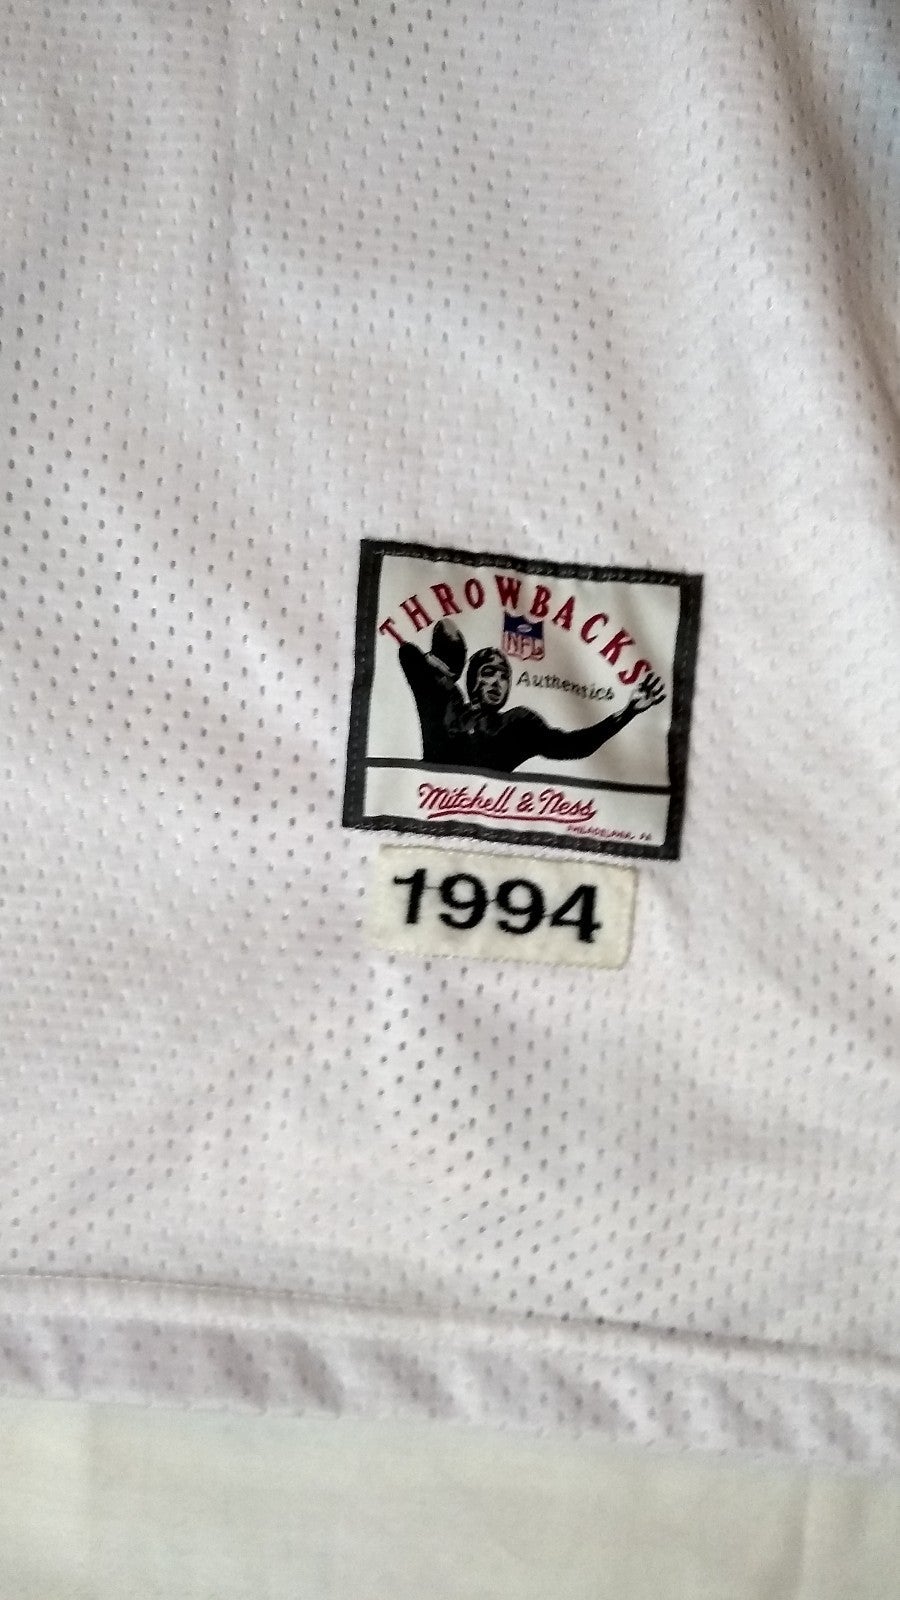 THROWBACKS
NFL
Authentics
Mitchell & Ness
PHILADELPHIA, PA
1994